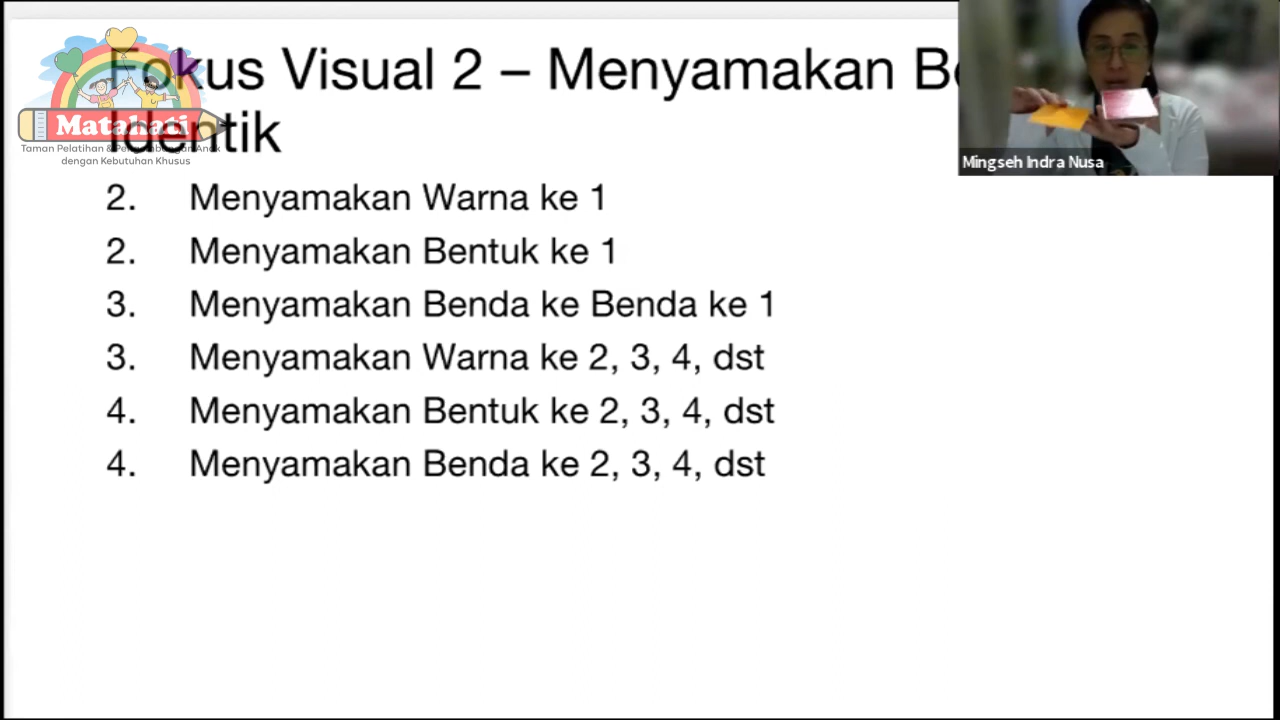 Fokus Visual 2 – Menyamakan
Identik
Matahati
Taman Pelatihan & Pengembangan Anak
dengan Kebutuhan Khusus
Mingseh Indra Nusa
2. Menyamakan Warna ke 1
2. Menyamakan Bentuk ke 1
3. Menyamakan Benda ke Benda ke 1
3. Menyamakan Warna ke 2, 3, 4, dst
4. Menyamakan Bentuk ke 2, 3, 4, dst
4. Menyamakan Benda ke 2, 3, 4, dst